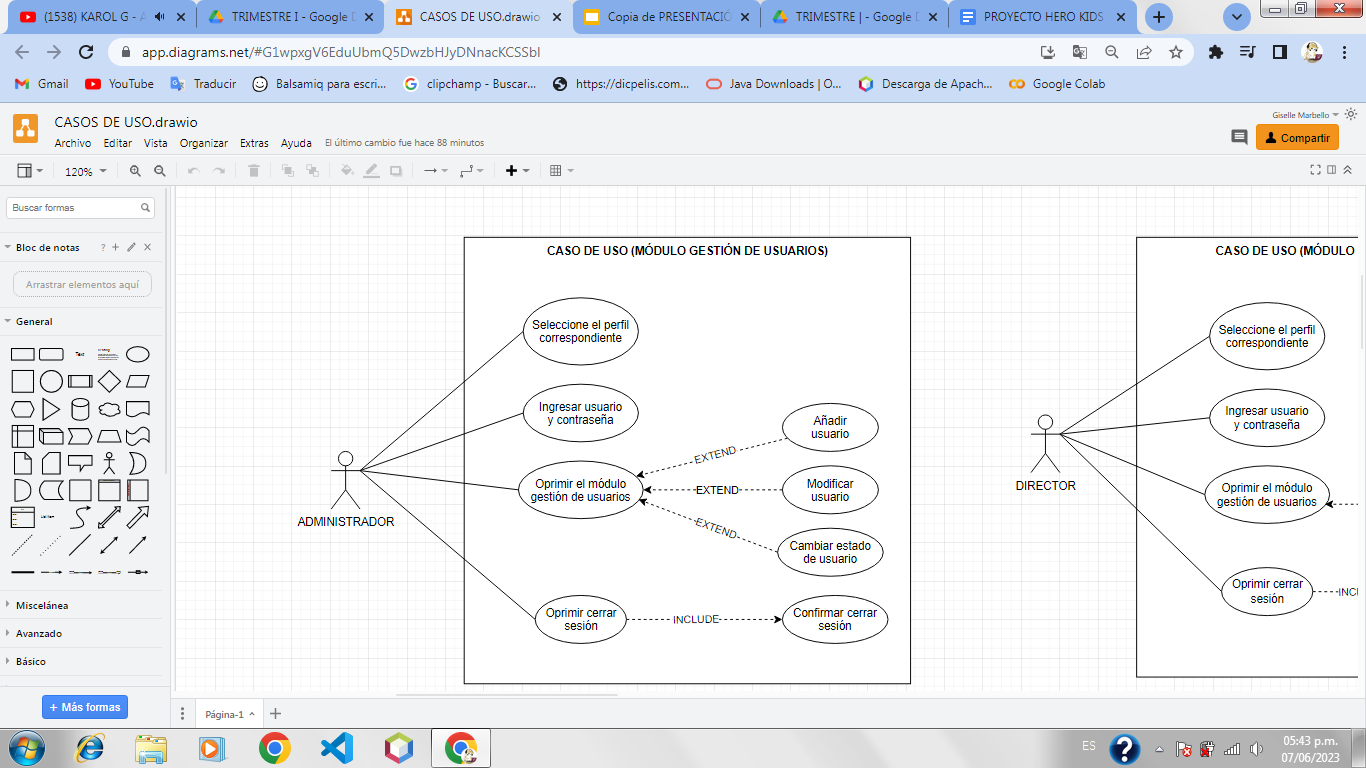 (1538) KAROL G - A
TRIMESTRE I - Google D
CASOS DE USO.drawio
Copia de PRESENTACIÓ
TRIMESTRE | - Google D
PROYECTO HERO KIDS
app.diagrams.net/#G1wpxgV6EduUbmQ5DwzbHJyDNnacKCSSbI
Gmail
YouTube
Traducir
Balsamiq para escri...
clipchamp - Buscar...
https://dicpelis.com...
Java Downloads | O...
Descarga de Apach...
Google Colab
CASOS DE USO.drawio
Giselle Marbello
Archivo
Editar
Vista
Organizar
Extras
Ayuda
El último cambio fue hace 88 minutos
Compartir
120%
Buscar formas
Bloc de notas
Arrastrar elementos aquí
General
Text
Miscelánea
Avanzado
Básico
+ Más formas
CASO DE USO (MÓDULO GESTIÓN DE USUARIOS)
Seleccione el perfil
correspondiente
Ingresar usuario
y contraseña
Oprimir el módulo
gestión de usuarios
Oprimir cerrar
sesión
ADMINISTRADOR
EXTEND
EXTEND
EXTEND
INCLUDE
Añadir
usuario
Modificar
usuario
Cambiar estado
de usuario
Confirmar cerrar
sesión
CASO DE USO (MÓDULO
Seleccione el perfil
correspondiente
Ingresar usuario
y contraseña
Oprimir el módulo
gestión de usuarios
Oprimir cerrar
sesión
DIRECTOR
INCL
Página-1
ES
05:43 p.m.
07/06/2023